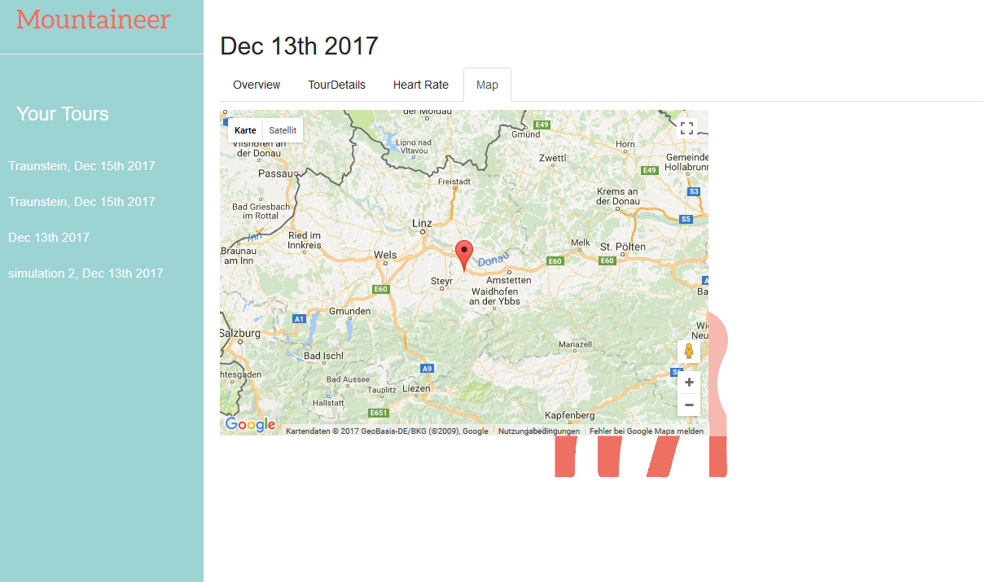 Mountaineer
Your Tours
Traunstein, Dec 15th 2017
Traunstein, Dec 15th 2017
Dec 13th 2017
simulation 2, Dec 13th 2017
Dec 13th 2017
Overview TourDetails Heart Rate Map
Karte Satellit
der Moldau
E49
Gmünd
Vilshofen an
der Donau
Lipno nad
Vltavou
Horn
Zwettl
Gemeinde
Hollabrunn
E49
Passau
Freistadt
Krems an
der Donau
S3
Bad Griesbach
im Rottal
Linz
S5
Inn
Ried im
Innkreis
Melk
St. Pölten
Braunau
am Inn
Wels
Donau
E60
E60
Steyr
Amstetten
E60
Waidhofen
an der Ybbs
Gmunden
A1
Salzburg
Mariazell
Bad Ischl
A9
htesgaden
Bad Aussee
Tauplitz
Liezen
Hallstatt
E651
Kapfenberg
Google
Kartendaten © 2017 GeoBasis-DE/BKG (©2009), Google Nutzungsbedingungen Fehler bei Google Maps melden